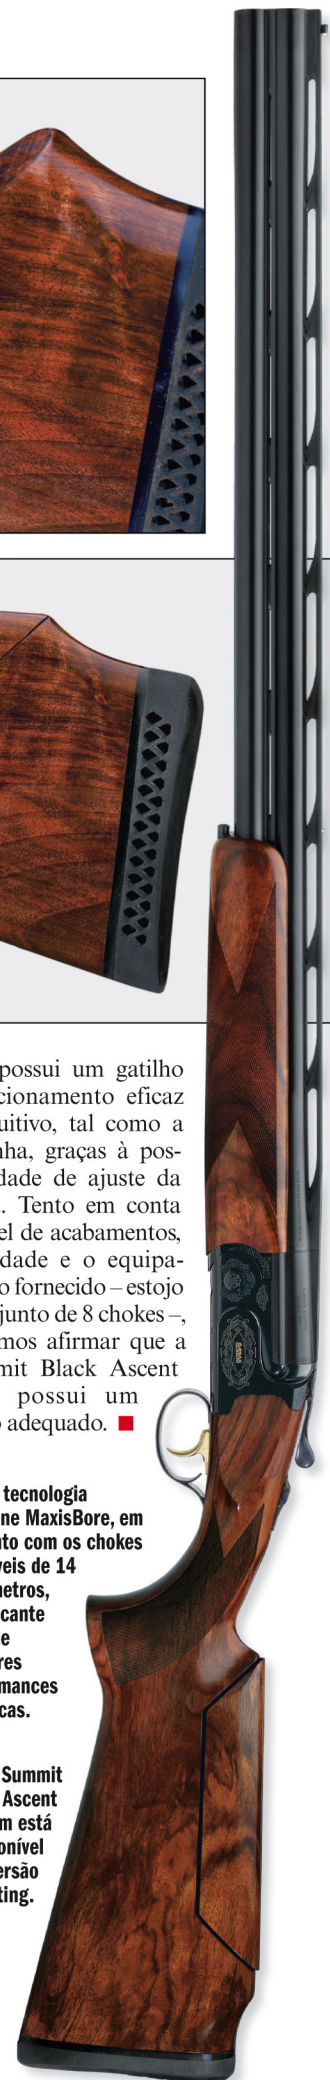 possui um gatilho
cionamento eficaz
uitivo, tal como a
nha, graças à pos-
dade de ajuste da
. Tento em conta
el de acabamentos,
dade e o equipa-
o fornecido – estojo
junto de 8 chokes –,
mos afirmar que a
mit Black Ascent
possui um
o adequado. ■
tecnologia
ne MaxisBore, em
nto com os chokes
veis de 14
metros,
cante
e
res
mances
cas.
Summit
Ascent
m está
onível
ersão
ting.